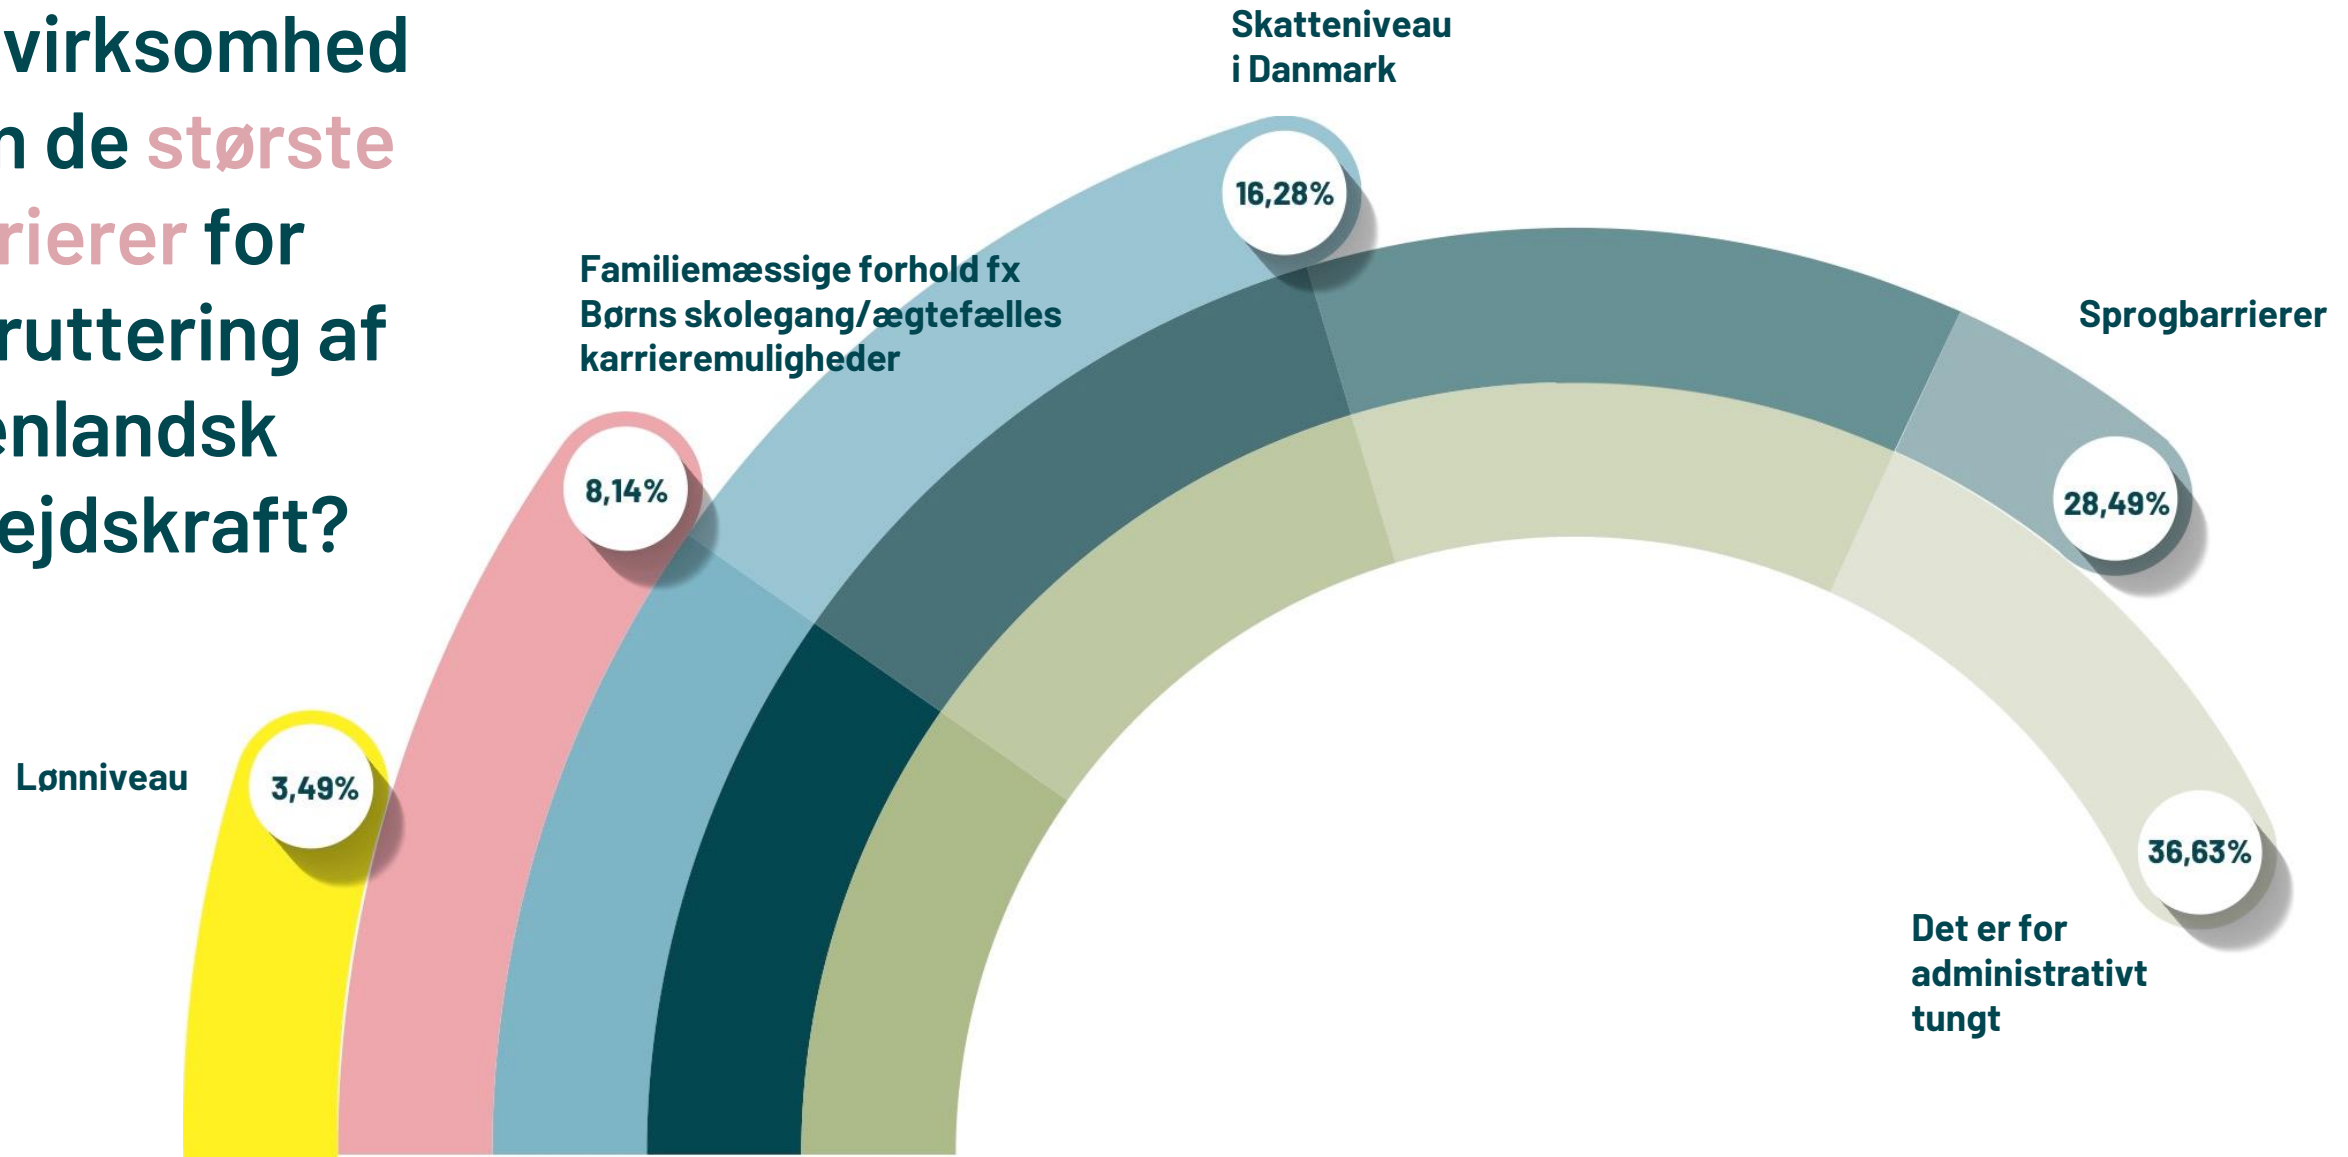 virksomhed
n de største
rierer for
ruttering af
enlandsk
ejdskraft?
Skatteniveau
i Danmark
16,28%
Familiemæssige forhold fx
Børns skolegang/ægtefælles
karrieremuligheder
8,14%
Sprogbarrierer
28,49%
Lønniveau
3,49%
36,63%
Det er for
administrativt
tungt